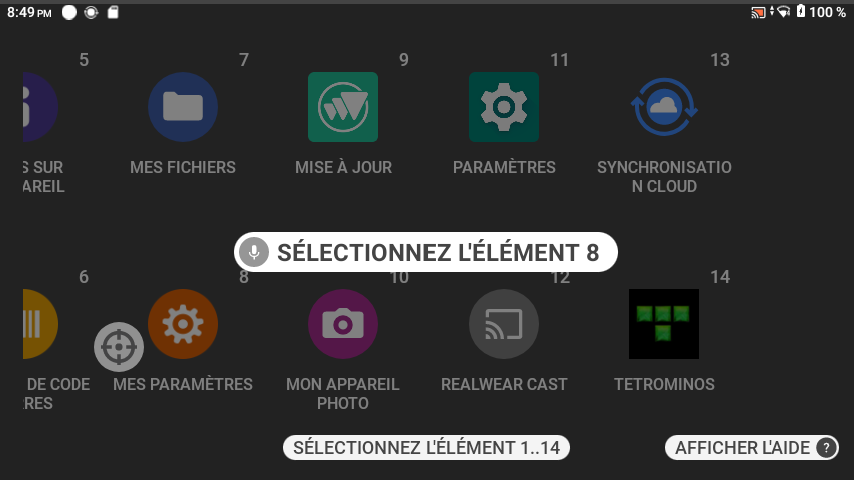 8:49 PM
100 %
5
7
9
11
13
S SUR
AREIL
MES FICHIERS
MISE À JOUR
PARAMÈTRES
SYNCHRONISATIO
N CLOUD
SÉLECTIONNEZ L'ÉLÉMENT 8
6
8
10
12
14
DE CODE
RRES
MES PARAMÈTRES
MON APPAREIL
PHOTO
REALWEAR CAST
TETROMINOS
SÉLECTIONNEZ L'ÉLÉMENT 1..14
AFFICHER L'AIDE ?